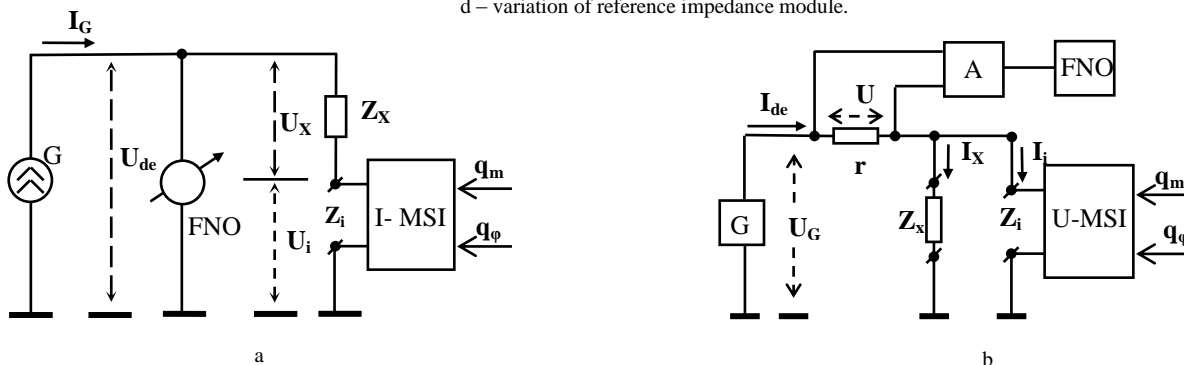 d – variation of reference impedance module.
I_G
G
U_de
FNO
U_X
U_i
Z_X
Z_i
I- MSI
q_m
q_φ
a
A
FNO
U
I_de
r
G
U_G
I_X
Z_x
I_i
Z_i
U-MSI
q_m
q_φ
b